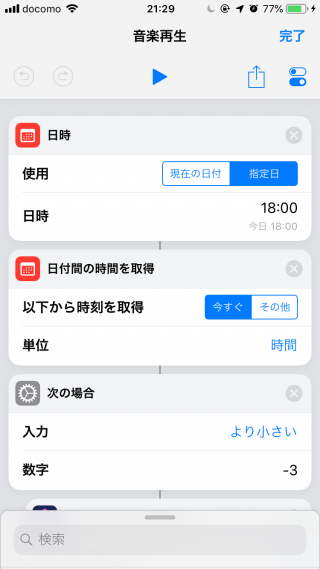 docomo 21:29 77%
音楽再生 完了
日時
使用 現在の日付 指定日
日時 18:00
今日 18:00
日付間の時間を取得
以下から時刻を取得 今すぐ その他
単位 時間
次の場合
入力 より小さい
数字 -3
検索